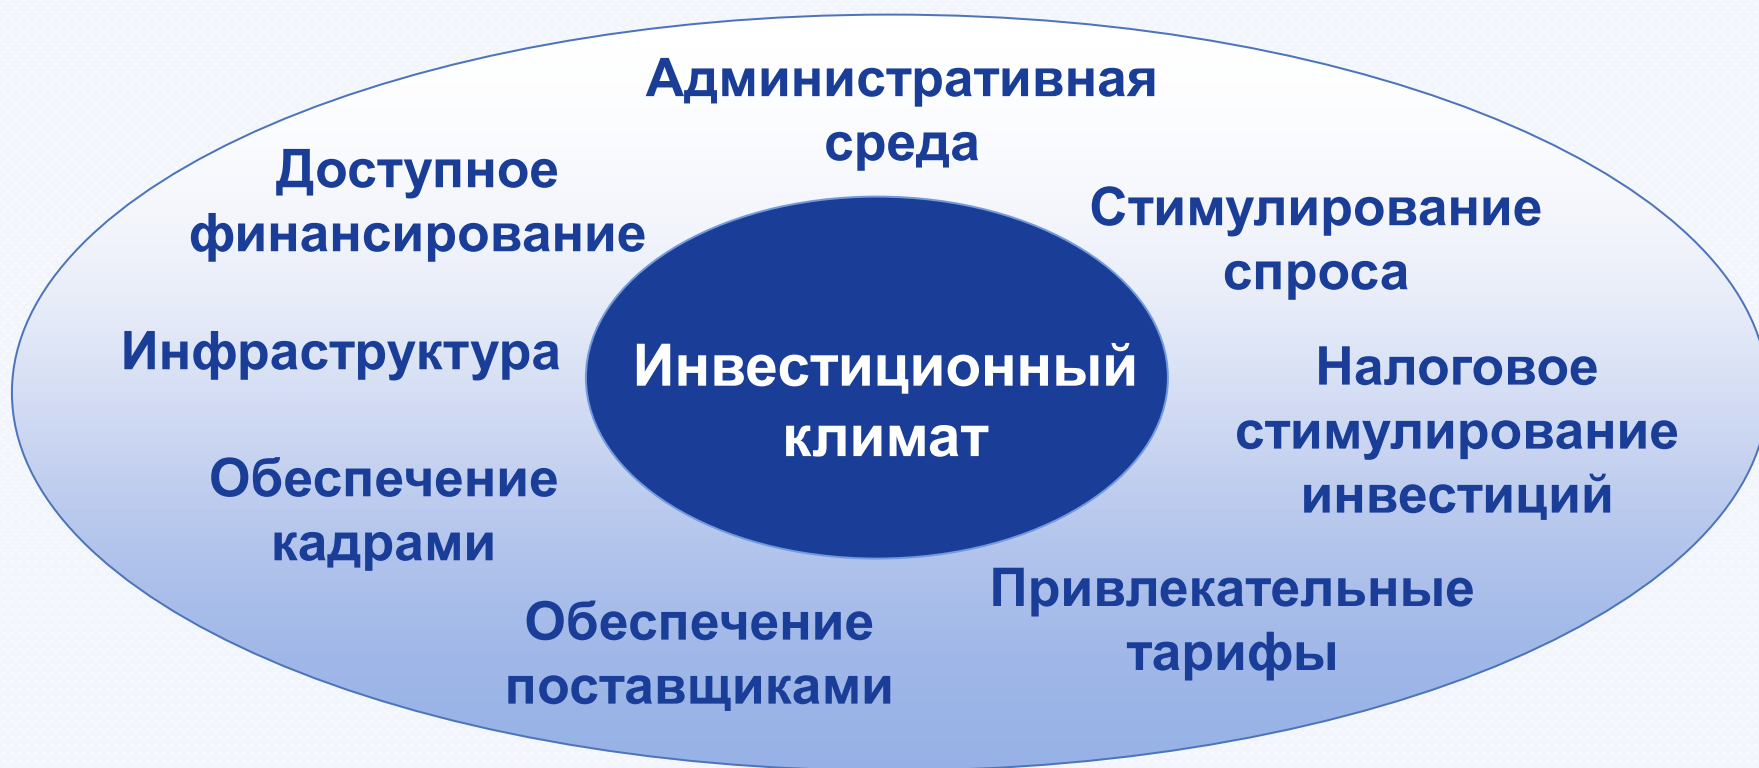 Административная
среда
Доступное
финансирование
Стимулирование
спроса
Инфраструктура
Инвестиционный
климат
Налоговое
стимулирование
инвестиций
Обеспечение
кадрами
Привлекательные
тарифы
Обеспечение
поставщиками